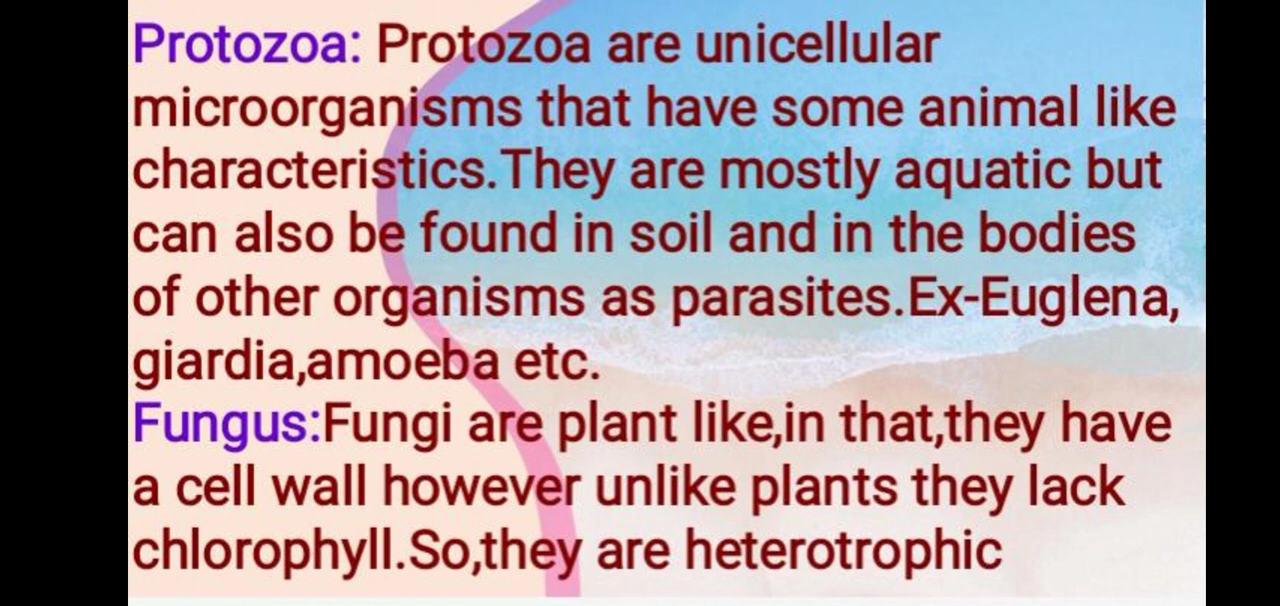 Protozoa: Protozoa are unicellular
microorganisms that have some animal like
characteristics.They are mostly aquatic but
can also be found in soil and in the bodies
of other organisms as parasites.Ex-Euglena,
giardia,amoeba etc.
Fungus:Fungi are plant like,in that,they have
a cell wall however unlike plants they lack
chlorophyll.So,they are heterotrophic